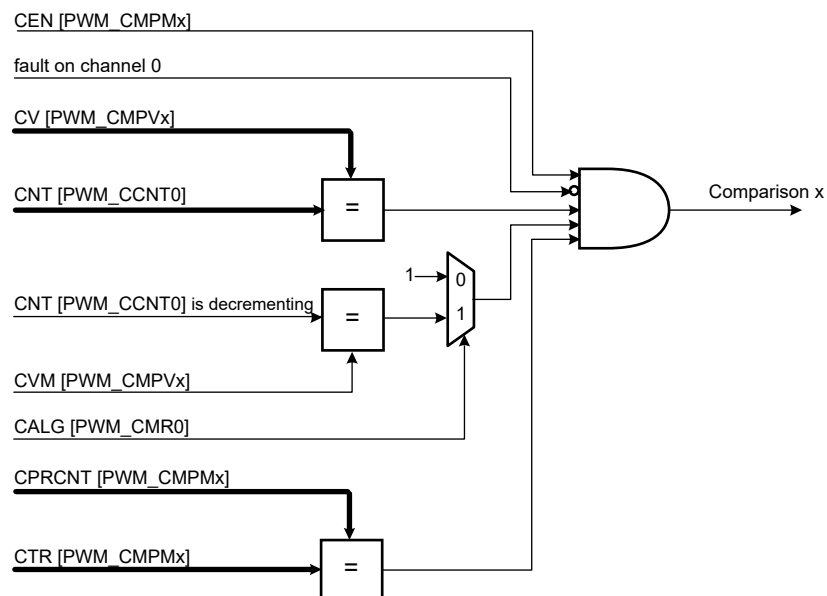 CEN [PWM_CMPMx]
fault on channel 0
CV [PWM_CMPVx]
CNT [PWM_CCNT0]
=
Comparison x
1
0
1
CNT [PWM_CCNT0] is decrementing
=
CVM [PWM_CMPVx]
CALG [PWM_CMR0]
CPRCNT [PWM_CMPMx]
CTR [PWM_CMPMx]
=